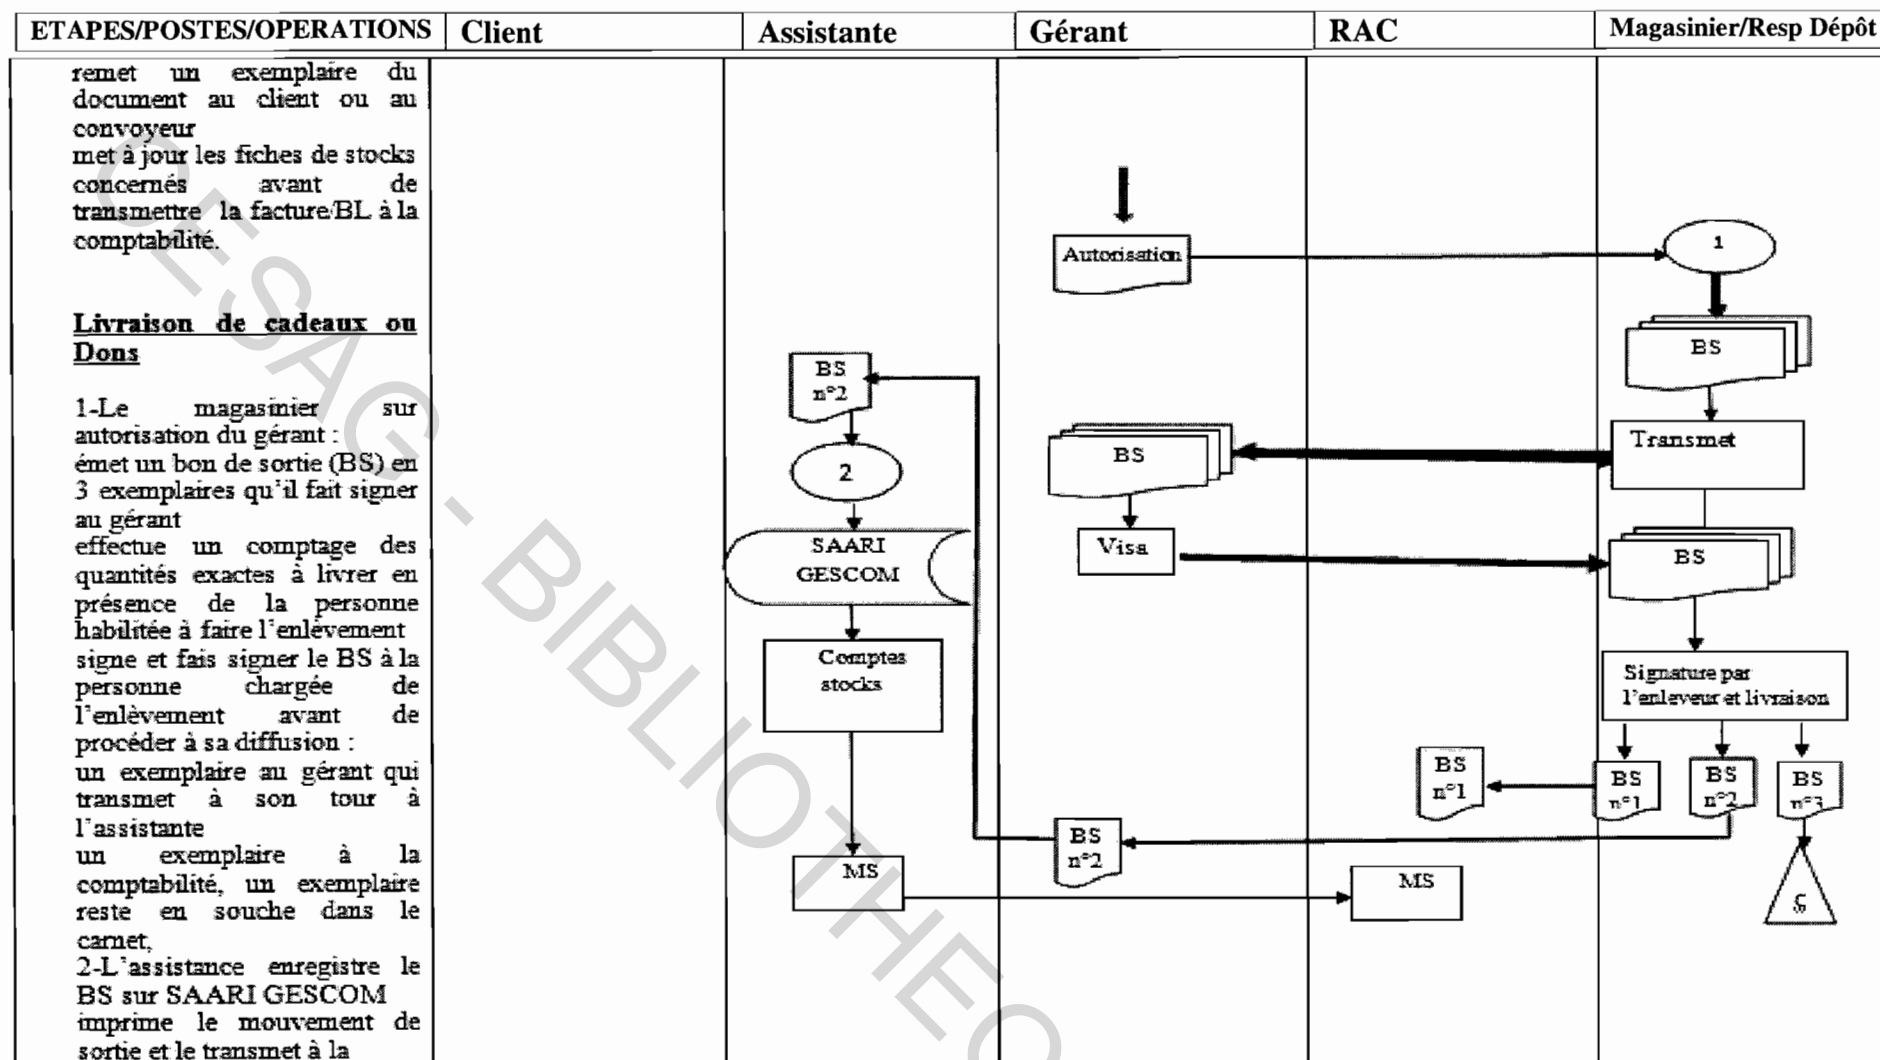 ETAPES/POSTES/OPERATIONS Client Assistante Gérant RAC Magasinier/Resp Dépôt
remet un exemplaire du
document au client ou au
convoyeur
met à jour les fiches de stocks
concernés avant de
transmettre la facture/BL à la
comptabilité.
Livraison de cadeaux ou
Dons
1-Le magasinier sur
autorisation du gérant :
émet un bon de sortie (BS) en
3 exemplaires qu'il fait signer
au gérant
effectue un comptage des
quantités exactes à livrer en
présence de la personne
habilitée à faire l'enlèvement
signe et fais signer le BS à la
personne chargée de
l'enlèvement avant de
procéder à sa diffusion :
un exemplaire au gérant qui
transmet à son tour à
l'assistante
un exemplaire à la
comptabilité, un exemplaire
reste en souche dans le
carnet,
2-L'assistance enregistre le
BS sur SAARI GESCOM
imprime le mouvement de
sortie et le transmet à la
BS
n°2
2
SAARI
GESCOM
Comptes
stocks
MS
Autorisation
BS
Visa
BS
n°2
BS
n°1
MS
1
BS
Transmet
BS
Signature par
l'enleveur et livraison
BS
n°1
BS
n°2
BS
n°3
CESAG - BIBLIOTHEQ